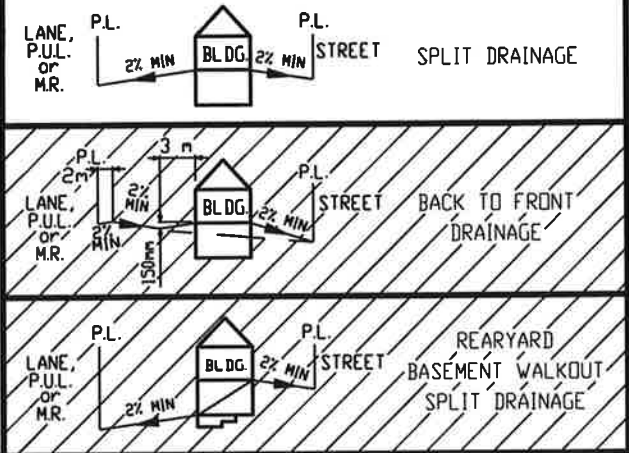 P.L.
P.L.
LANE,
P.U.L.
or
M.R.
2% MIN
BLDG.
2% MIN
STREET
SPLIT DRAINAGE
3 m
P.L.
2m
P.L.
LANE,
P.U.L.
or
M.R.
2% MIN
2% MIN
BLDG.
2% MIN
STREET
150mm
BACK TO FRONT
DRAINAGE
P.L.
P.L.
LANE,
P.U.L.
or
M.R.
2% MIN
BLDG.
2% MIN
STREET
REARYARD
BASEMENT WALKOUT
SPLIT DRAINAGE